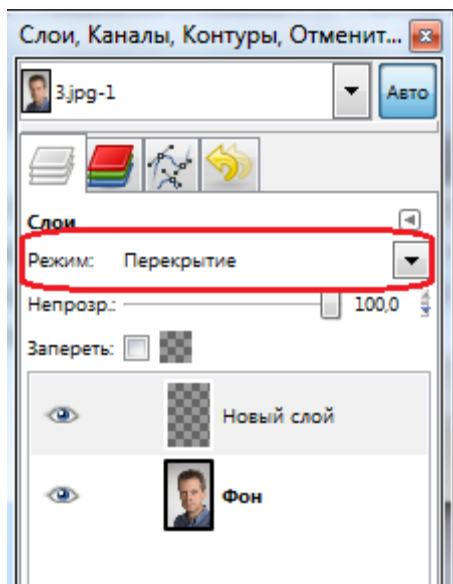 Слои, Каналы, Контуры, Отменит...
3.jpg-1
Авто
Слои
Режим: Перекрытие
Непрозр.: 100,0
Запереть:
Новый слой
Фон